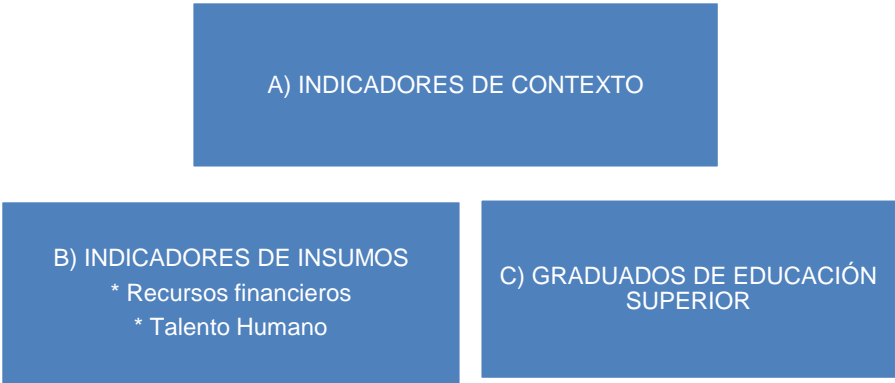 A) INDICADORES DE CONTEXTO
B) INDICADORES DE INSUMOS
* Recursos financieros
* Talento Humano
C) GRADUADOS DE EDUCACIÓN
SUPERIOR